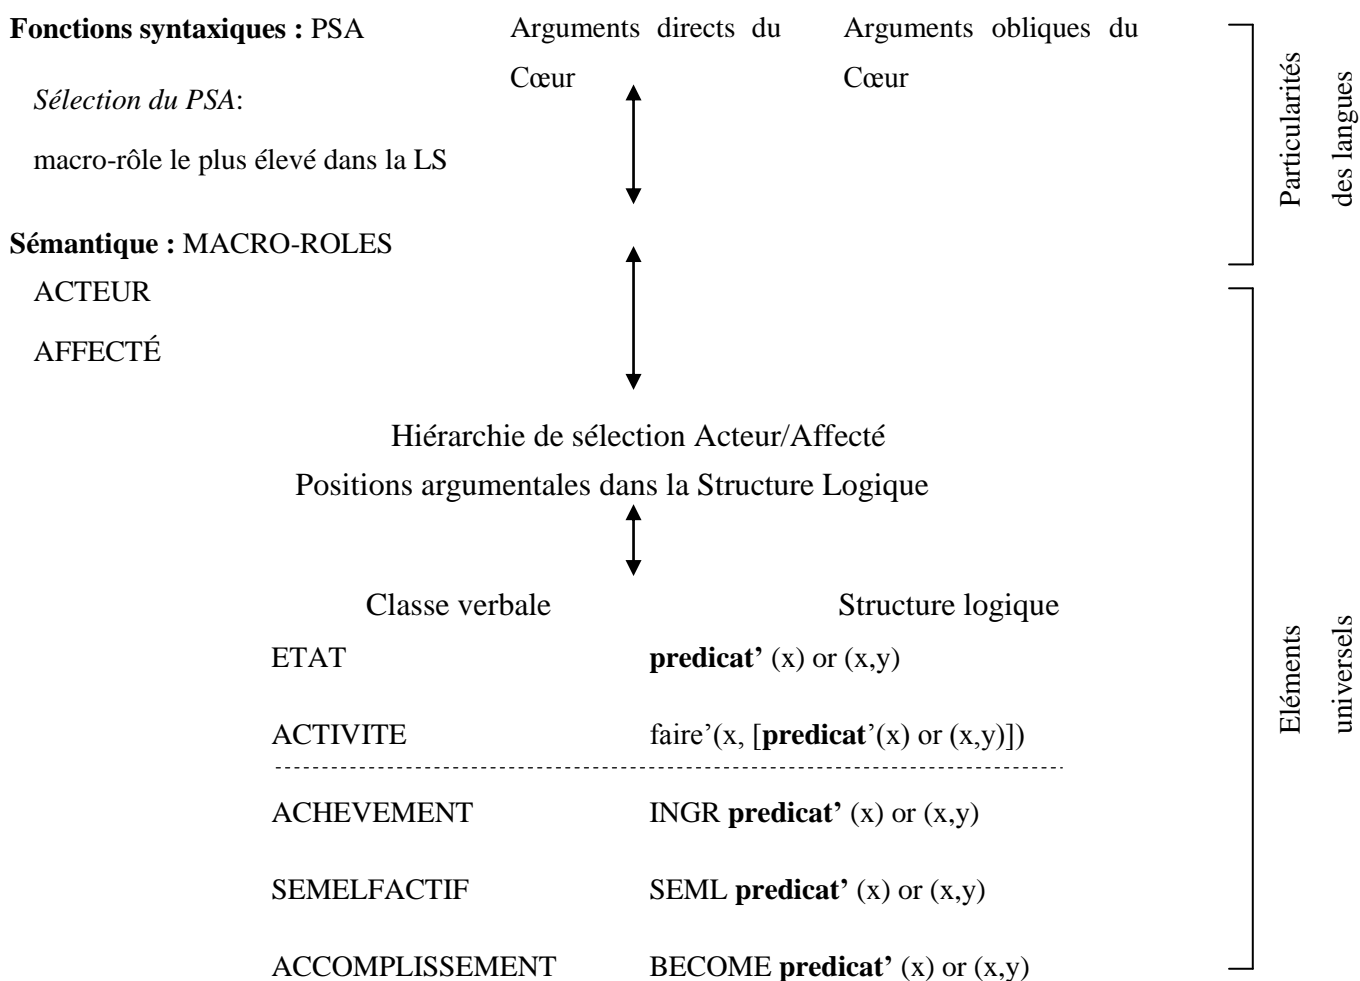 Fonctions syntaxiques : PSA
Arguments directs du
Cœur
Arguments obliques du
Cœur
Sélection du PSA:
macro-rôle le plus élevé dans la LS
Particularités
des langues
Sémantique : MACRO-ROLES
ACTEUR
AFFECTÉ
Hiérarchie de sélection Acteur/Affecté
Positions argumentales dans la Structure Logique
Classe verbale Structure logique
ETAT predicat’ (x) or (x,y)
ACTIVITE faire’(x, [predicat’(x) or (x,y)])
ACHEVEMENT INGR predicat’ (x) or (x,y)
SEMELFACTIF SEML predicat’ (x) or (x,y)
ACCOMPLISSEMENT BECOME predicat’ (x) or (x,y)
Eléments
universels